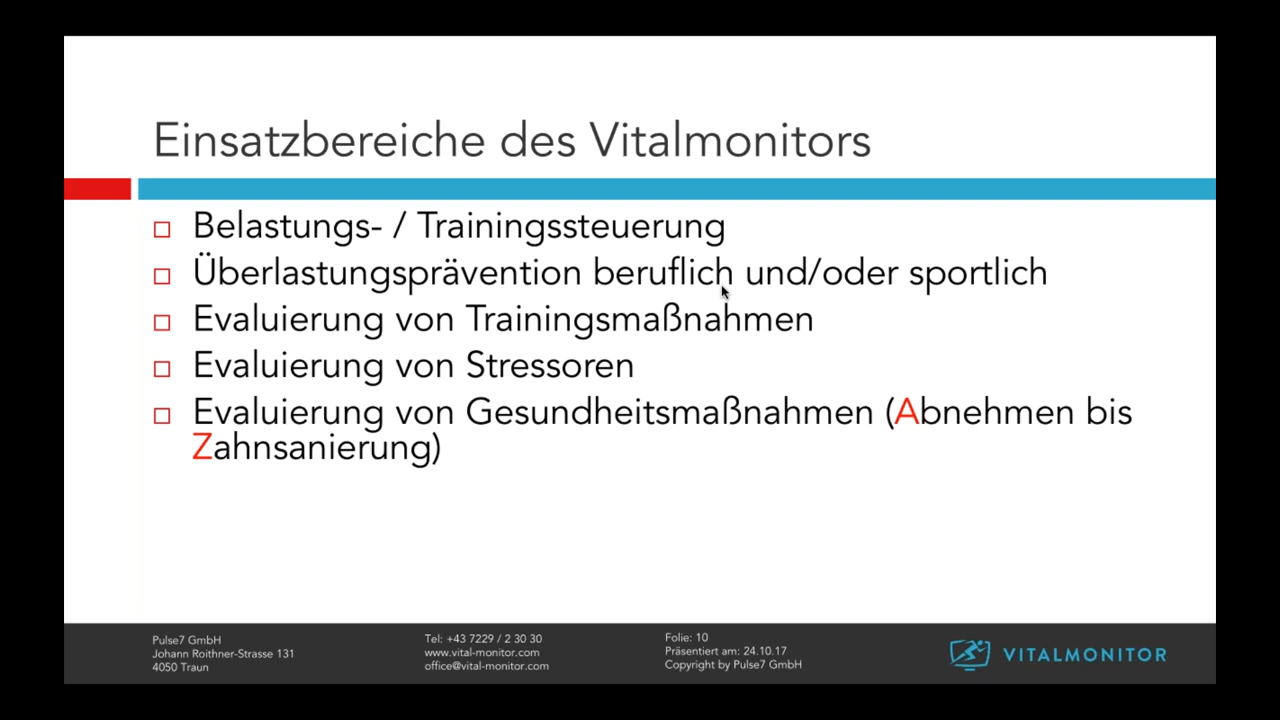 Einsatzbereiche des Vitalmonitors
Belastungs- / Trainingssteuerung
Überlastungsprävention beruflich und/oder sportlich
Evaluierung von Trainingsmaßnahmen
Evaluierung von Stressoren
Evaluierung von Gesundheitsmaßnahmen (Abnehmen bis
Zahnsanierung)
Pulse7 GmbH
Johann Roithner-Strasse 131
4050 Traun
Tel: +43 7229 / 2 30 30
www.vital-monitor.com
office@vital-monitor.com
Folie: 10
Präsentiert am: 24.10.17
Copyright by Pulse7 GmbH
VITALMONITOR